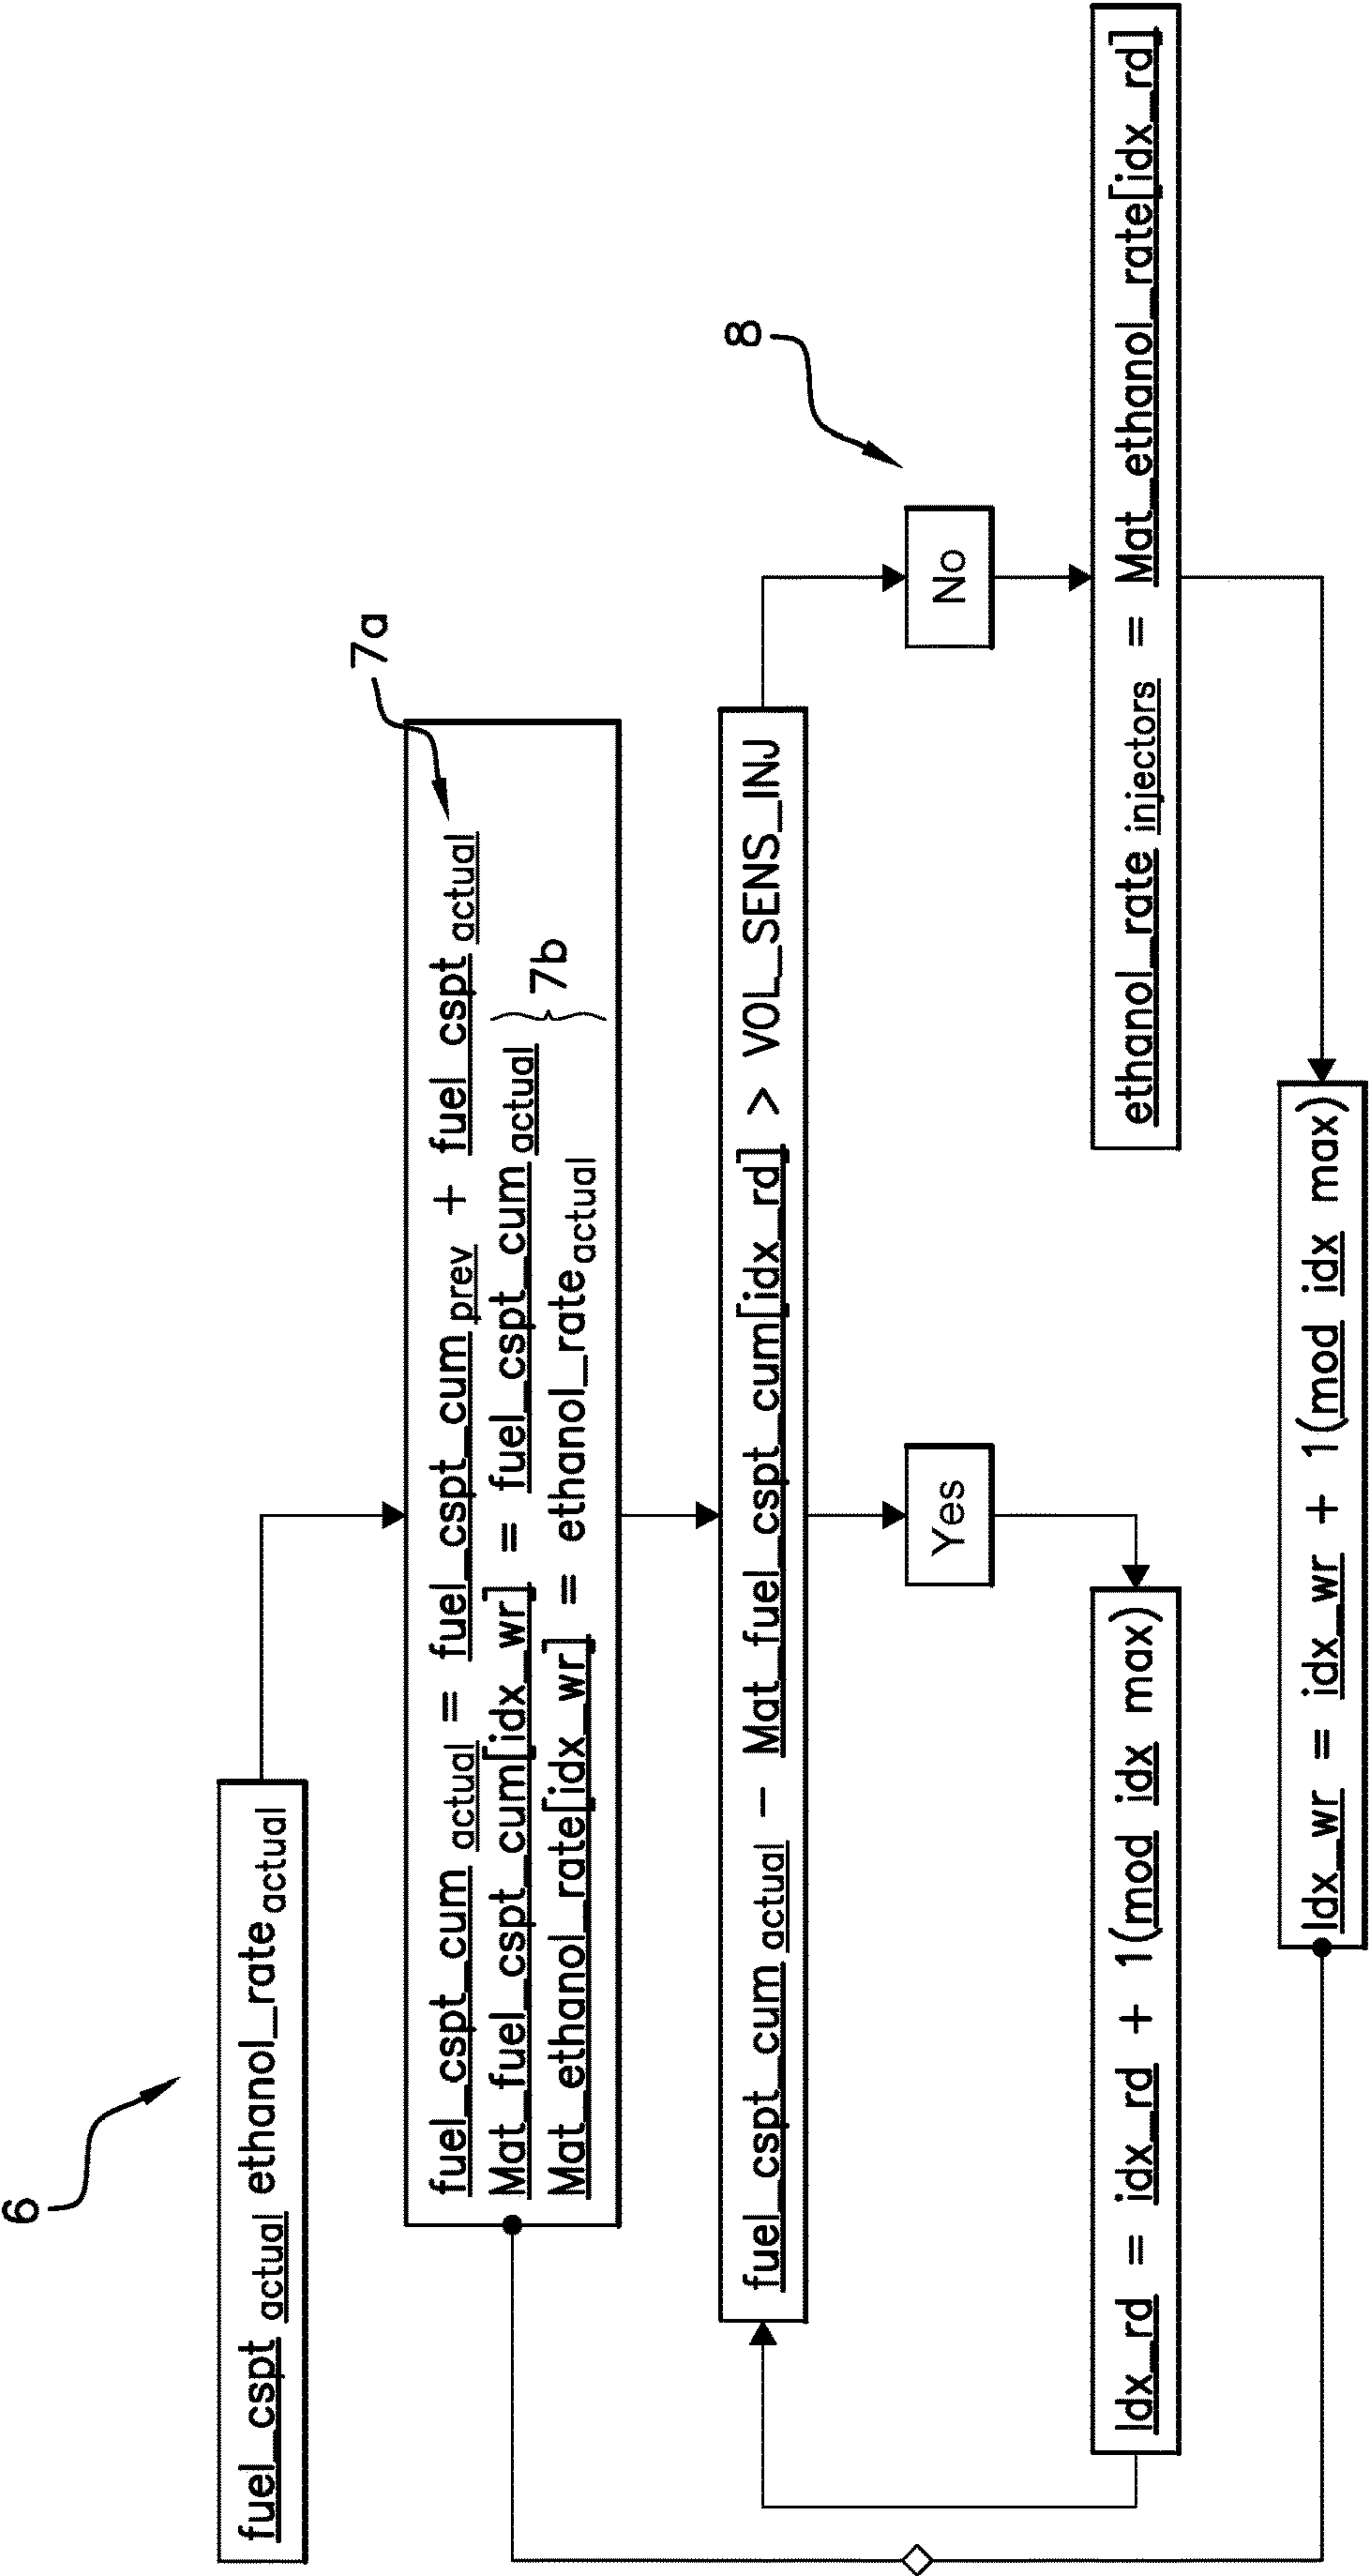 6
fuel_cspt actual ethanol_rate actual
7a
fuel_cspt_cum actual = fuel_cspt_cum prev + fuel cspt actual
Mat_fuel_cspt_cum[idx_wr] = fuel_cspt_cum actual
Mat_ethanol_rate[idx_wr] = ethanol_rate actual
7b
fuel_cspt_cum actual - Mat_fuel_cspt_cum[idx_rd] > VOL_SENS_INJ
8
Yes
No
Idx_rd = idx_rd + 1(mod idx max)
ethanol_rate injectors = Mat_ethanol_rate[idx_rd]
Idx_wr = idx_wr + 1(mod idx max)